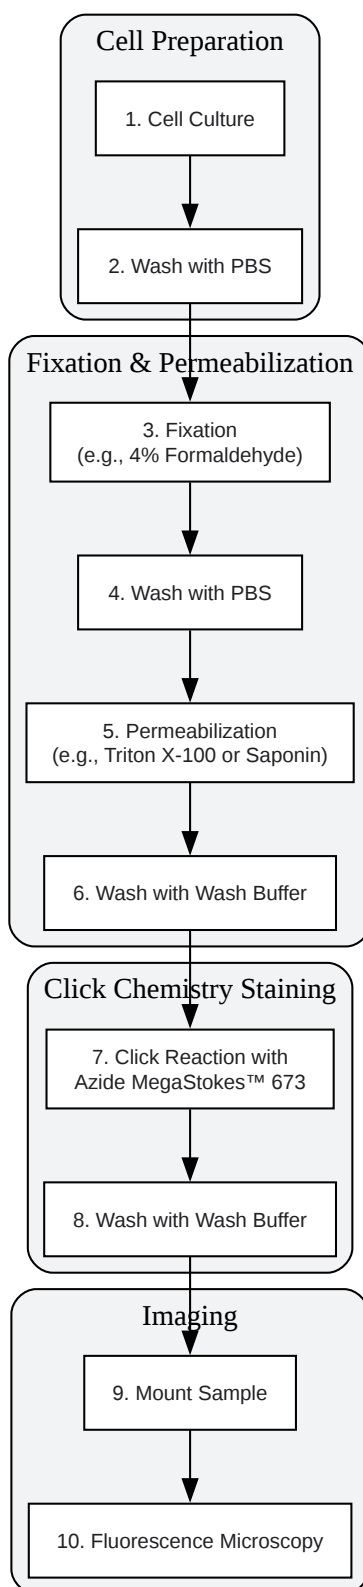 Cell Preparation
1. Cell Culture
2. Wash with PBS
Fixation & Permeabilization
3. Fixation
(e.g., 4% Formaldehyde)
4. Wash with PBS
5. Permeabilization
(e.g., Triton X-100 or Saponin)
6. Wash with Wash Buffer
Click Chemistry Staining
7. Click Reaction with
Azide MegaStokes™ 673
8. Wash with Wash Buffer
Imaging
9. Mount Sample
10. Fluorescence Microscopy